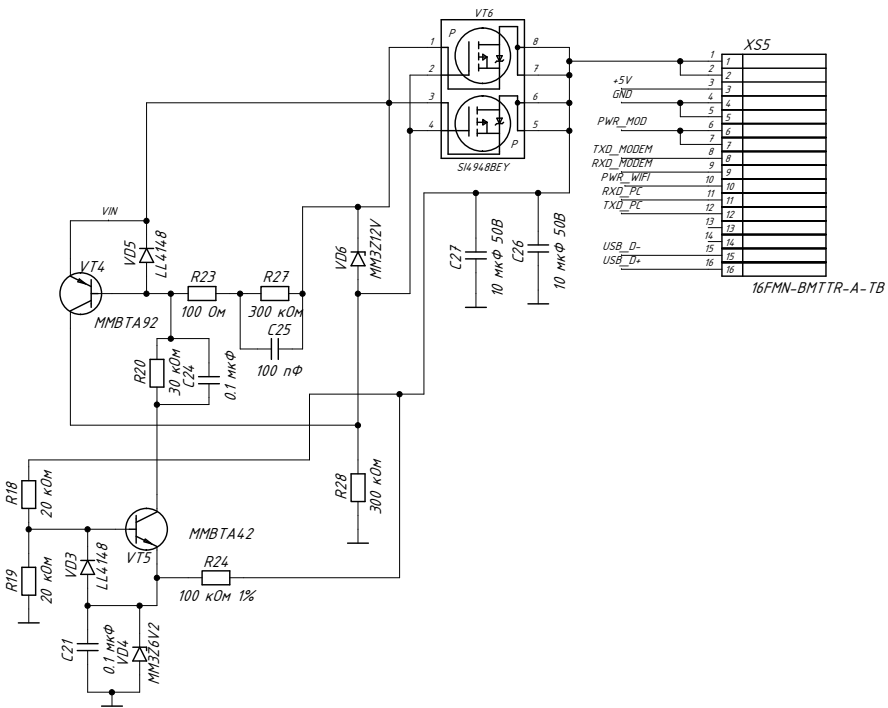 VT6
P
1
2
3
4
8
7
6
5
P
SI4948BEY
XS5
1 1
2 2
+5V 3 3
GND 4 4
5 5
PWR_MOD 6 6
7 7
TXD_MODEM 8 8
RXD_MODEM 9 9
PWR_WIFI 10 10
RXD_PC 11 11
TXD_PC 12 12
13 13
14 14
USB_D- 15 15
USB_D+ 16 16
16FMN-BMTTR-A-TB
VIN
VD5
LL4148
VT4
MMBTA92
R23
100 Ом
R27
300 кОм
C25
100 пФ
VD6
MM3Z12V
C27
10 мкФ 50В
C26
10 мкФ 50В
R20
30 кОм
C24
0.1 мкФ
R28
300 кОм
R18
20 кОм
R19
20 кОм
VD3
LL4148
VT5
MMBTA42
R24
100 кОм 1%
C21
0.1 мкФ
VD4
MM3Z6V2